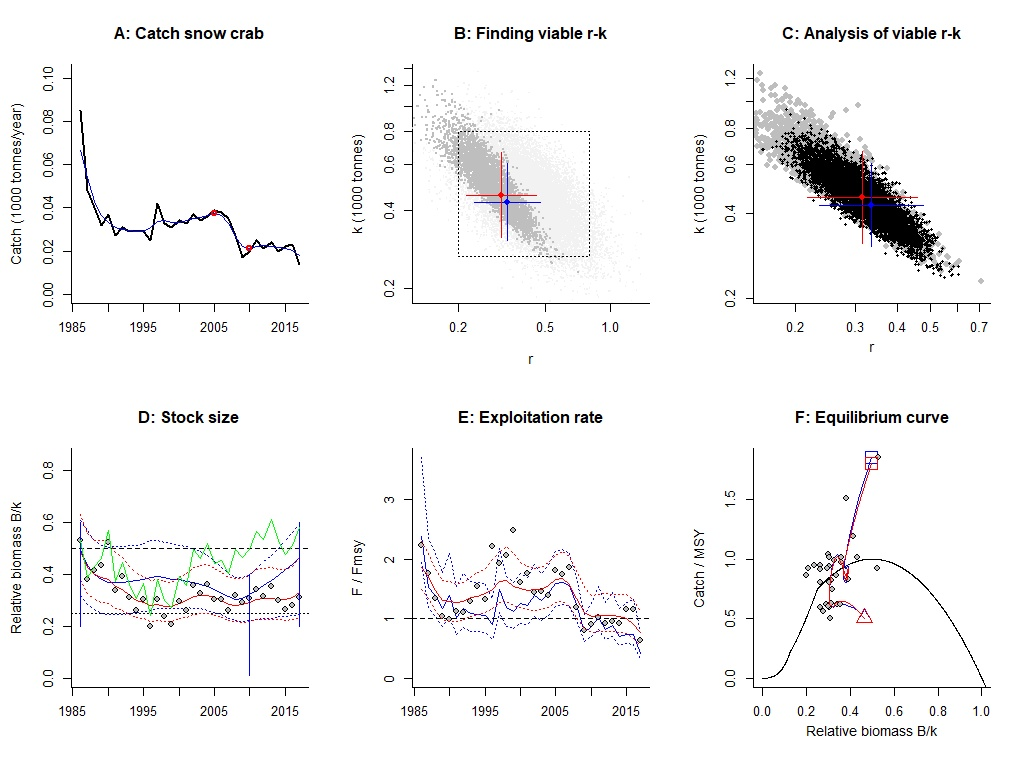 A: Catch snow crab
B: Finding viable r-k
C: Analysis of viable r-k
Catch (1000 tonnes/year)
0.00 0.02 0.04 0.06 0.08 0.10
1985 1995 2005 2015
k (1000 tonnes)
0.2 0.4 0.6 0.8 1.2
0.2 0.5 1.0
r
k (1000 tonnes)
0.2 0.4 0.6 0.8 1.2
0.2 0.3 0.4 0.5 0.7
r
D: Stock size
E: Exploitation rate
F: Equilibrium curve
Relative biomass B/k
0.0 0.2 0.4 0.6 0.8
1985 1995 2005 2015
F / Fmsy
0 1 2 3
1985 1995 2005 2015
Catch / MSY
0.0 0.5 1.0 1.5
0.0 0.2 0.4 0.6 0.8 1.0
Relative biomass B/k